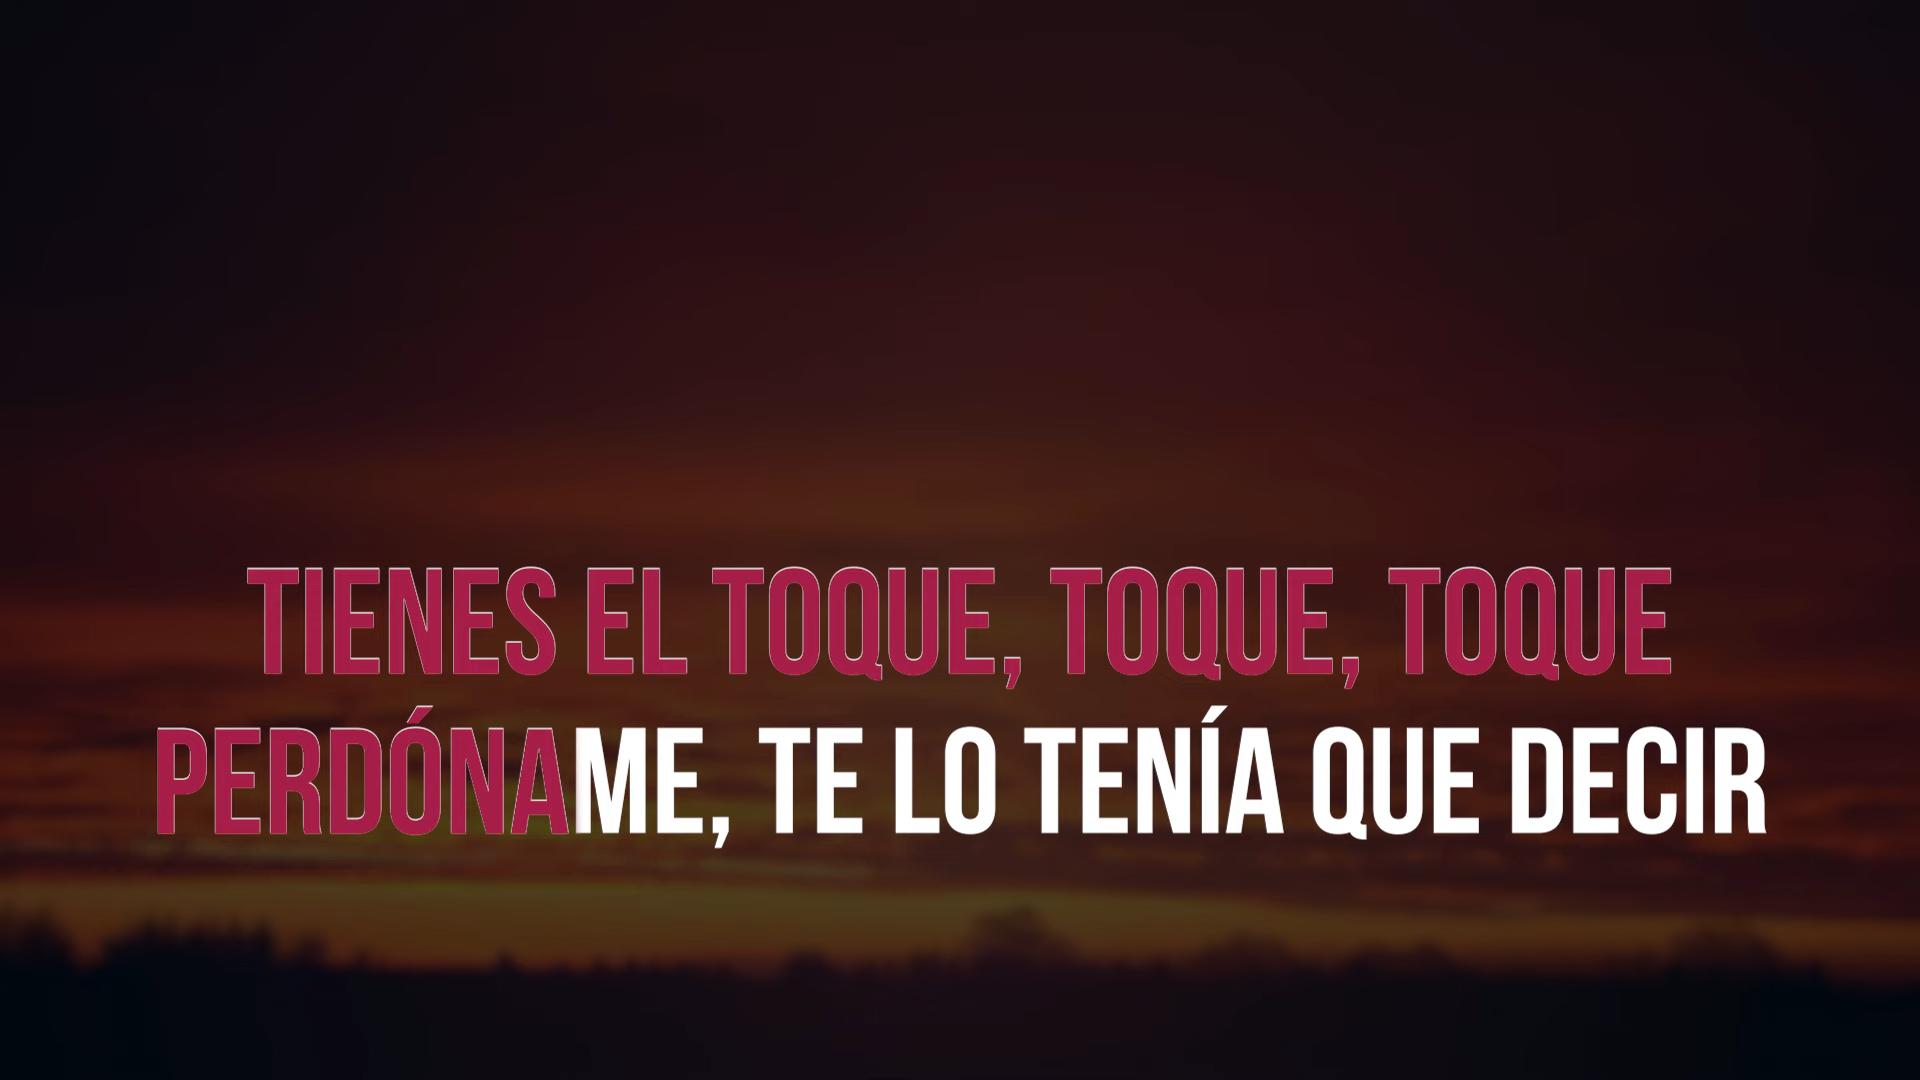 TIENES EL TOQUE, TOQUE, TOQUE
PERDÓNAME, TE LO TENÍA QUE DECIR